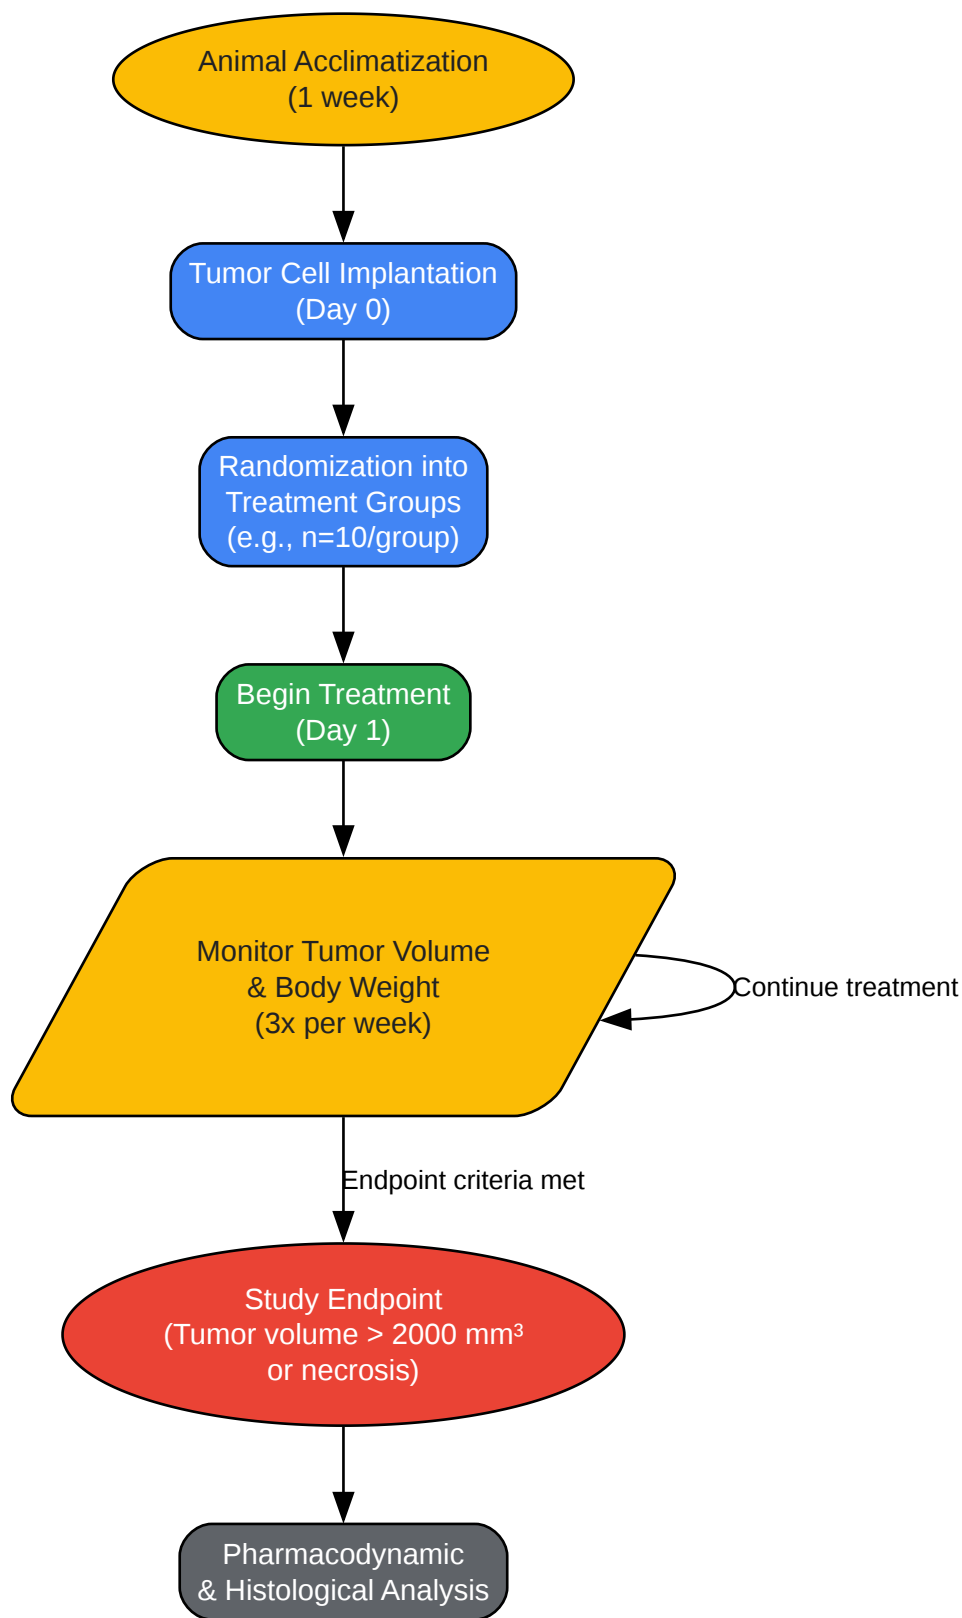 Animal Acclimatization
(1 week)
Tumor Cell Implantation
(Day 0)
Randomization into
Treatment Groups
(e.g., n=10/group)
Begin Treatment
(Day 1)
Monitor Tumor Volume
& Body Weight
(3x per week)
Continue treatment
Endpoint criteria met
Study Endpoint
(Tumor volume > 2000 mm³
or necrosis)
Pharmacodynamic
& Histological Analysis